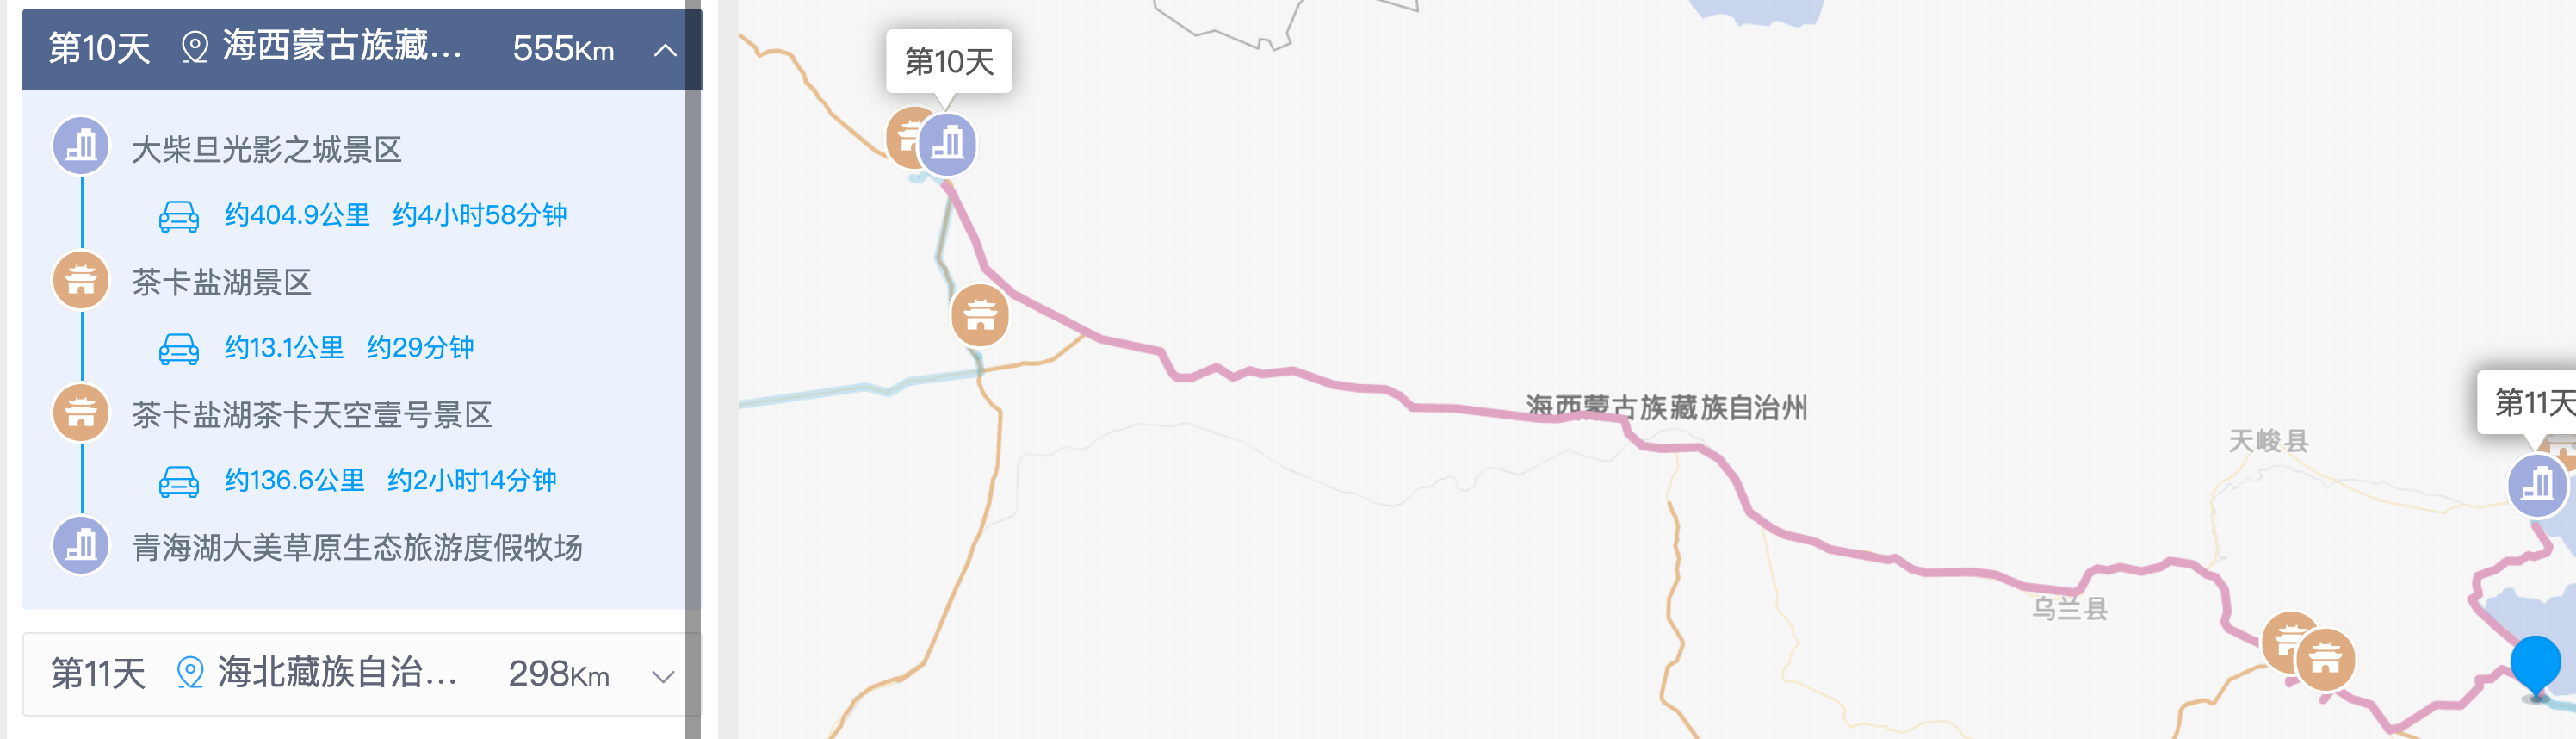 第10天 海西蒙古族藏... 555Km
大柴旦光影之城景区
约404.9公里 约4小时58分钟
茶卡盐湖景区
约13.1公里 约29分钟
茶卡盐湖茶卡天空壹号景区
约136.6公里 约2小时14分钟
青海湖大美草原生态旅游度假牧场
第11天 海北藏族自治... 298Km
第10天
海西蒙古族藏族自治州
天峻县
第11天
乌兰县